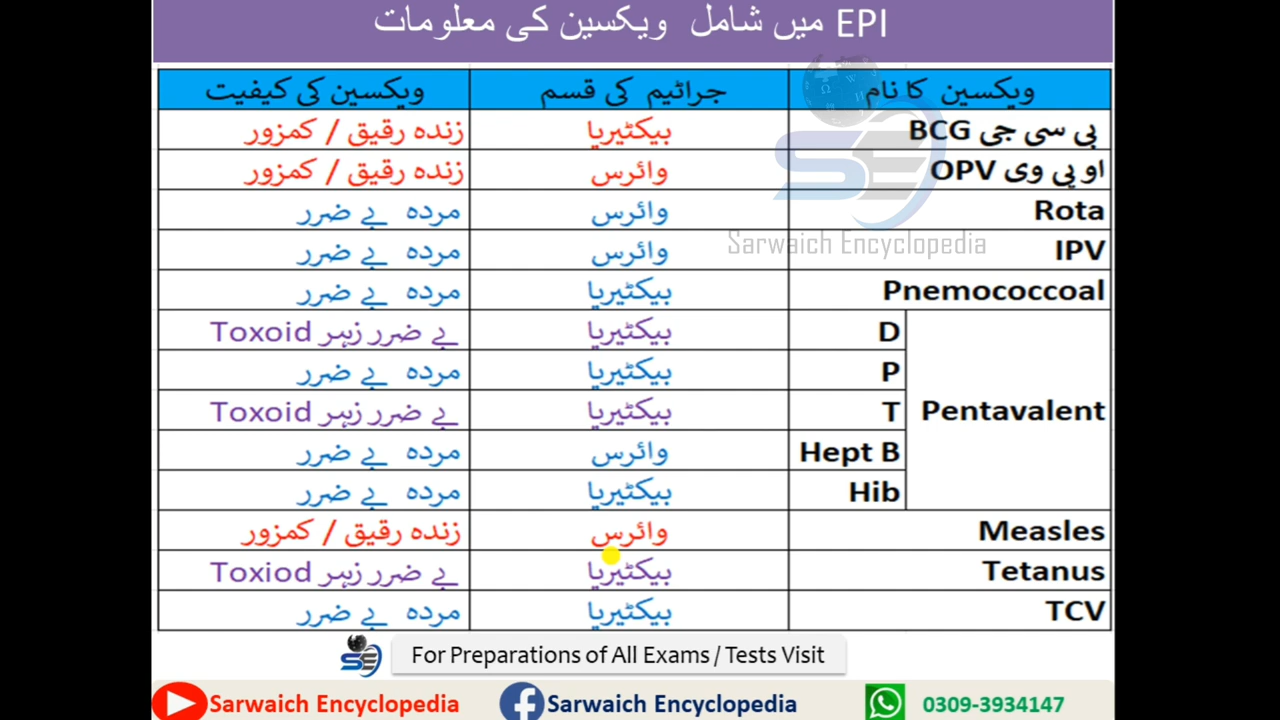 EPI میں شامل ویکسین کی معلومات
ویکسین کا نام جراثیم کی قسم ویکسین کی کیفیت
بی سی جی BCG بیکٹیریا زندہ رقیق / کمزور
او پی وی OPV وائرس زندہ رقیق / کمزور
Rota وائرس مردہ بے ضرر
IPV وائرس مردہ بے ضرر
Pnemococcoal بیکٹیریا مردہ بے ضرر
D بیکٹیریا بے ضرر زہر Toxoid
P بیکٹیریا مردہ بے ضرر
Pentavalent T بیکٹیریا بے ضرر زہر Toxoid
Hept B وائرس مردہ بے ضرر
Hib بیکٹیریا مردہ بے ضرر
Measles وائرس زندہ رقیق / کمزور
Tetanus بیکٹیریا بے ضرر زہر Toxiod
TCV بیکٹیریا مردہ بے ضرر
SE
Sarwaich Encyclopedia
SE For Preparations of All Exams / Tests Visit
Sarwaich Encyclopedia Sarwaich Encyclopedia 0309-3934147